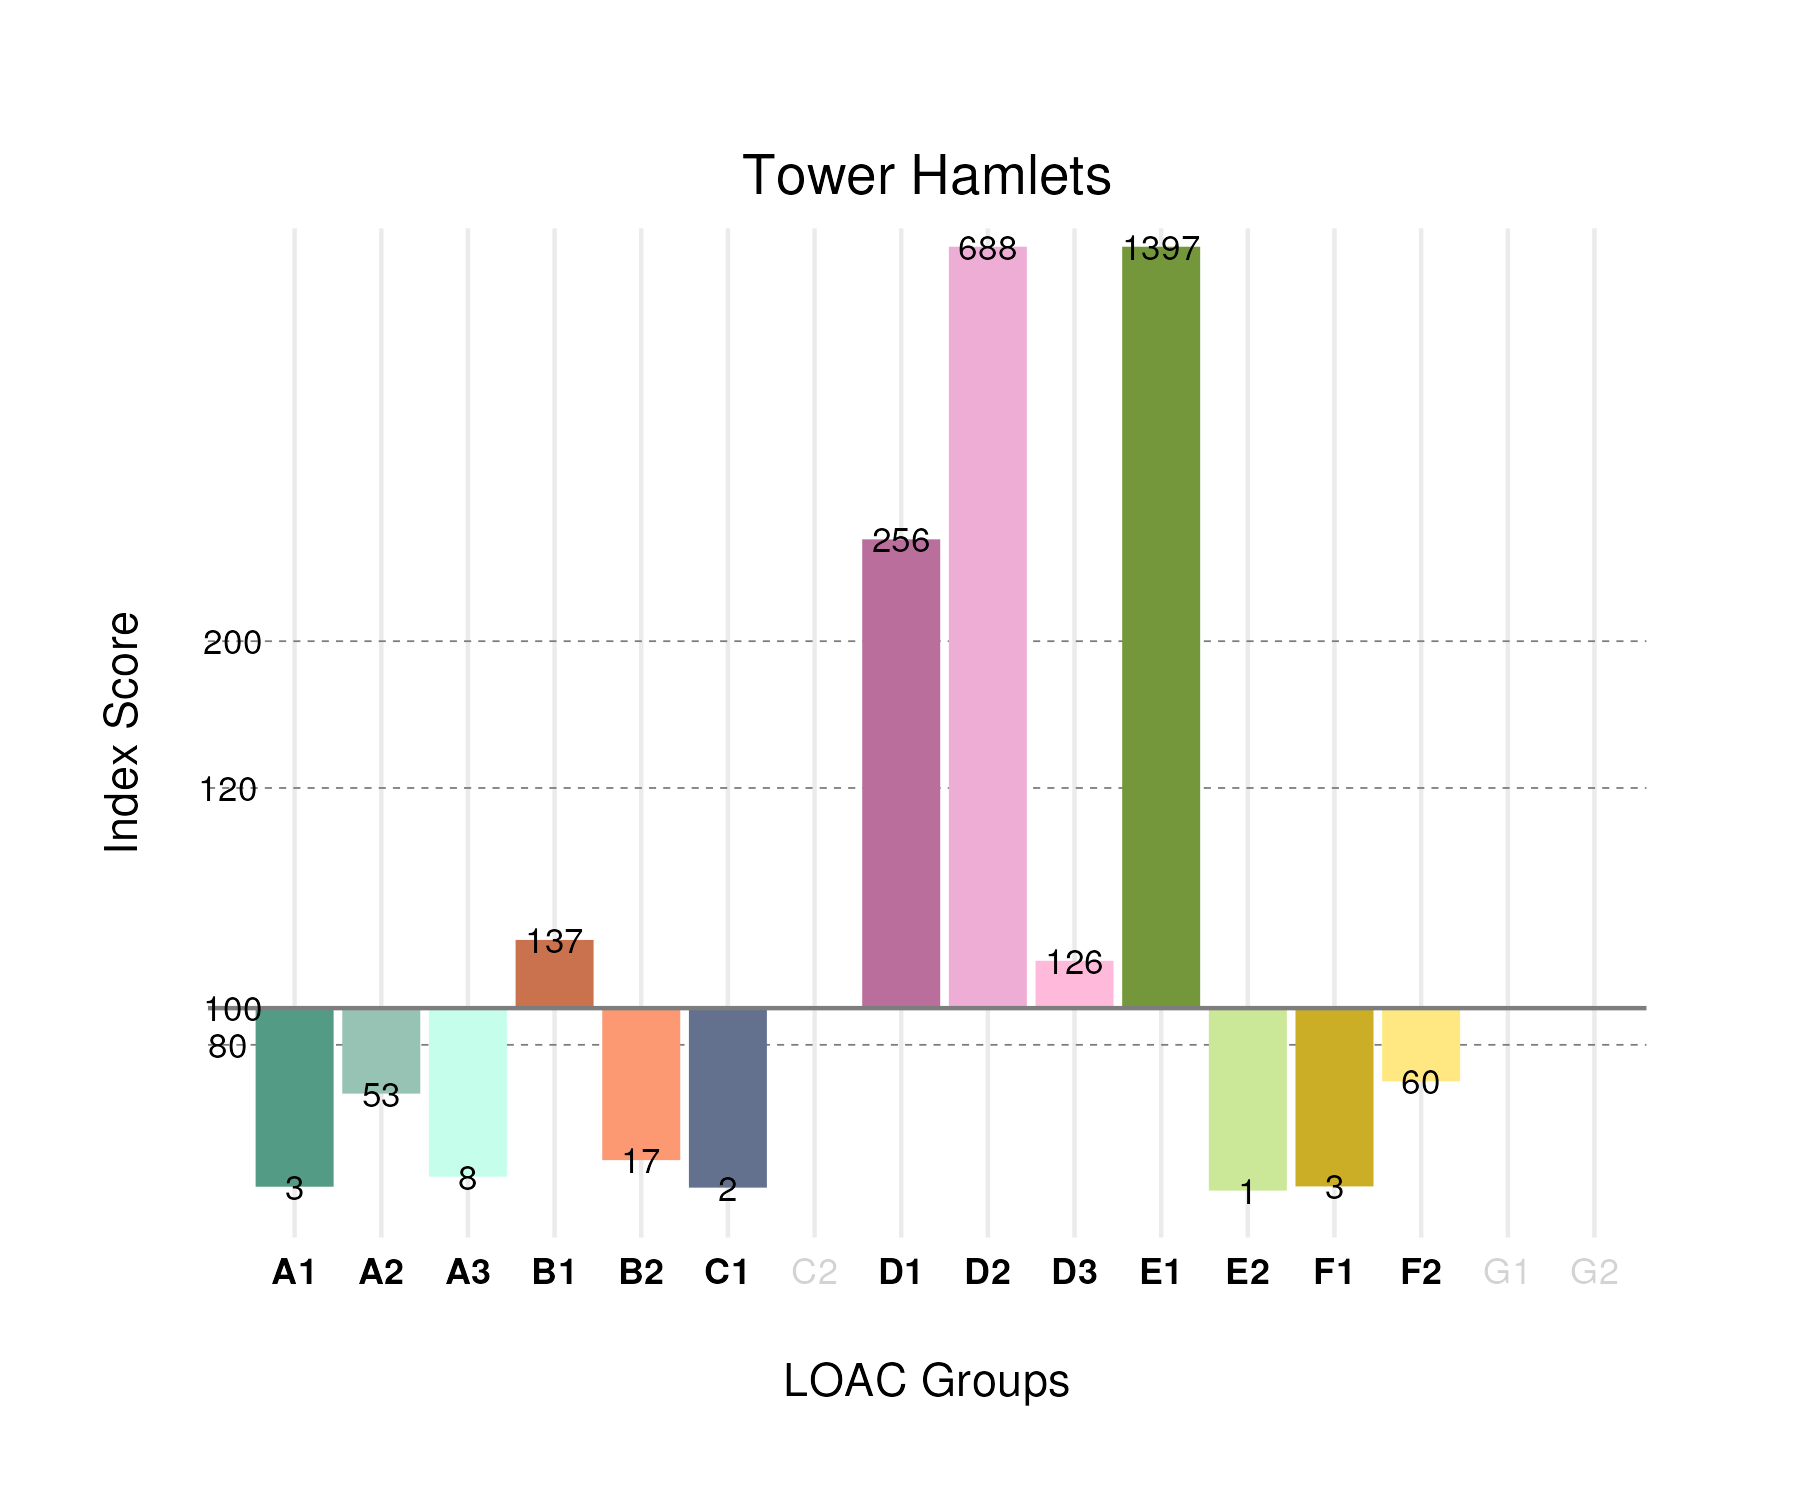 Tower Hamlets
688 1397
256
200
120
137 126
100
80
53 60
17
3 8 2 1 3
A1 A2 A3 B1 B2 C1 C2 D1 D2 D3 E1 E2 F1 F2 G1 G2
LOAC Groups
Index Score